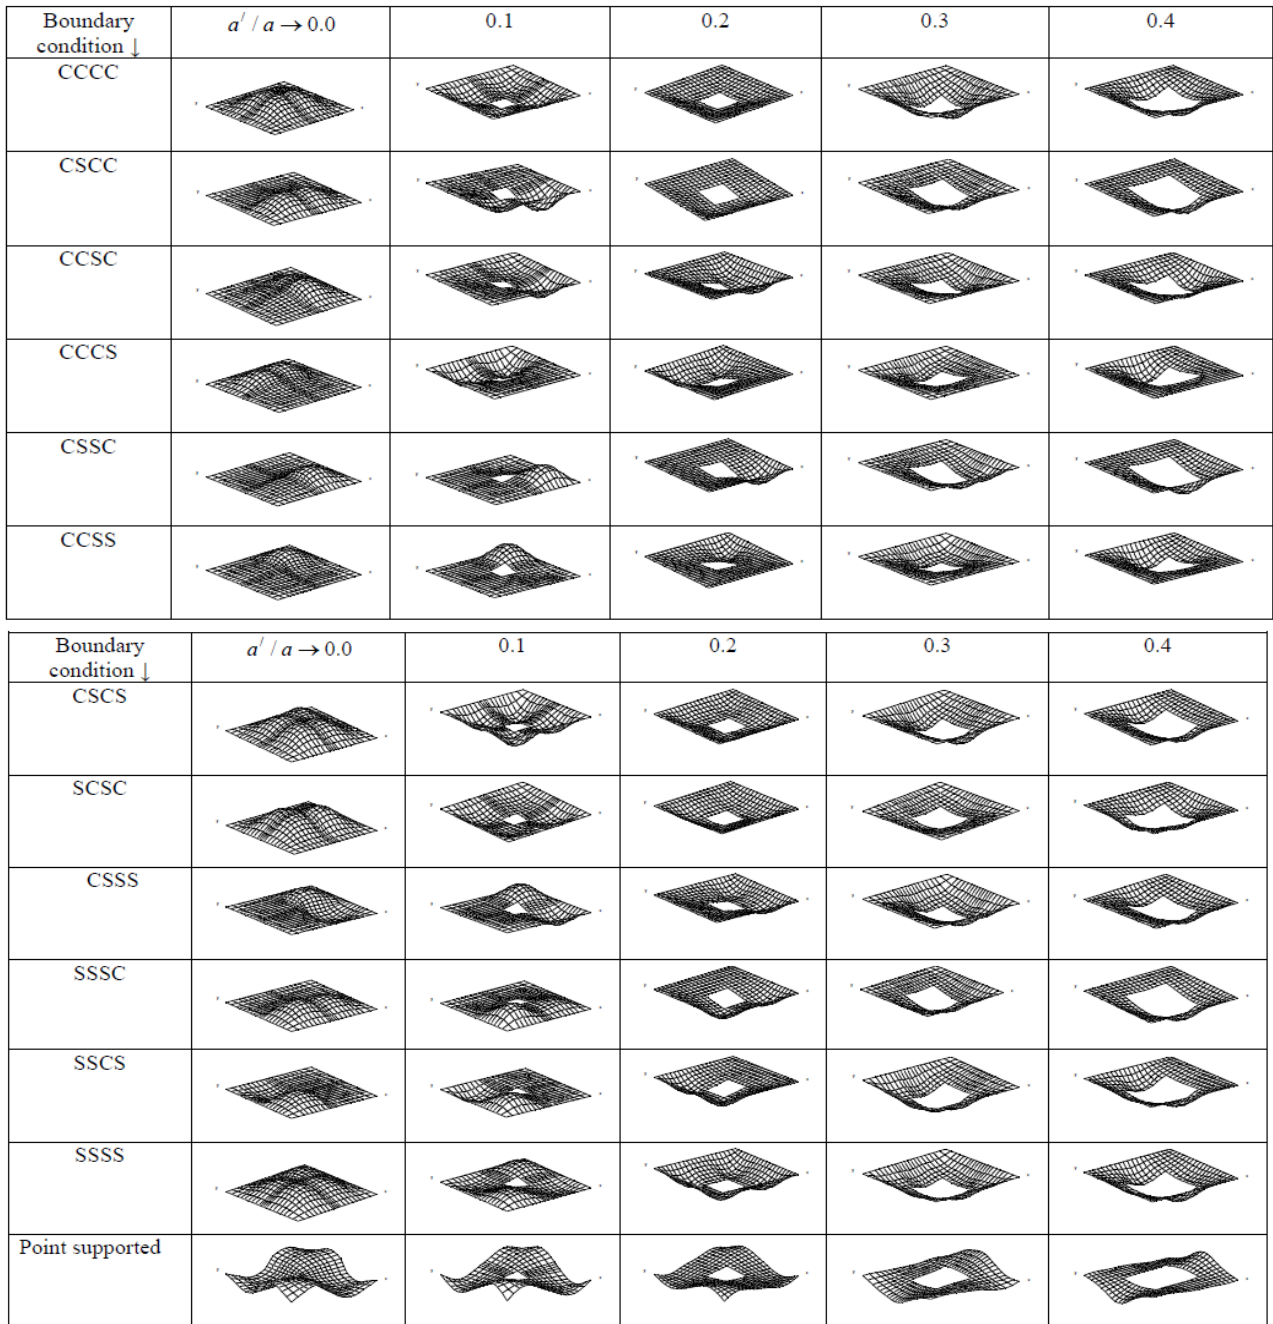 Boundary condition ↓ a′ / a → 0.0 0.1 0.2 0.3 0.4
CCCC
CSCC
CCSC
CCCS
CSSC
CCSS
Boundary condition ↓ a′ / a → 0.0 0.1 0.2 0.3 0.4
CSCS
SCSC
CSSS
SSSC
SSCS
SSSS
Point supported